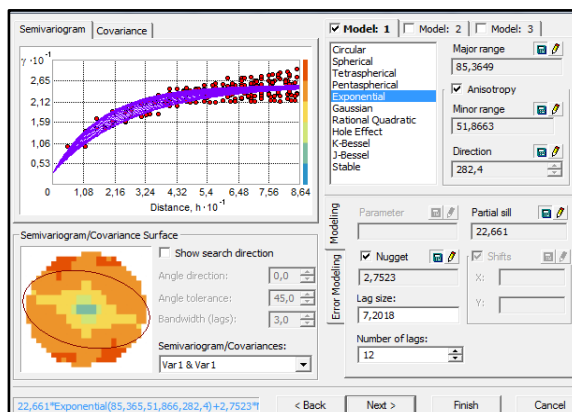 Semivariogram Covariance
γ ·10⁻¹
2,65
2,12
1,59
1,06
0,53
0 1,08 2,16 3,24 4,32 5,4 6,48 7,56 8,64
Distance, h ·10⁻¹
Semivariogram/Covariance Surface
Show search direction
Angle direction: 0,0
Angle tolerance: 45,0
Bandwidth (lags): 3,0
Semivariogram/Covariances:
Var1 & Var1
Model: 1 Model: 2 Model: 3
Circular
Spherical
Tetraspherical
Pentaspherical
Exponential
Gaussian
Rational Quadratic
Hole Effect
K-Bessel
J-Bessel
Stable
Major range
85,3649
Anisotropy
Minor range
51,8663
Direction
282,4
Modeling
Error Modeling
Parameter
Partial sill
22,661
Nugget
2,7523
Shifts
X:
Y:
Lag size:
7,2018
Number of lags:
12
22,661*Exponential(85,365,51,866,282,4)+2,7523*
< Back Next > Finish Cancel